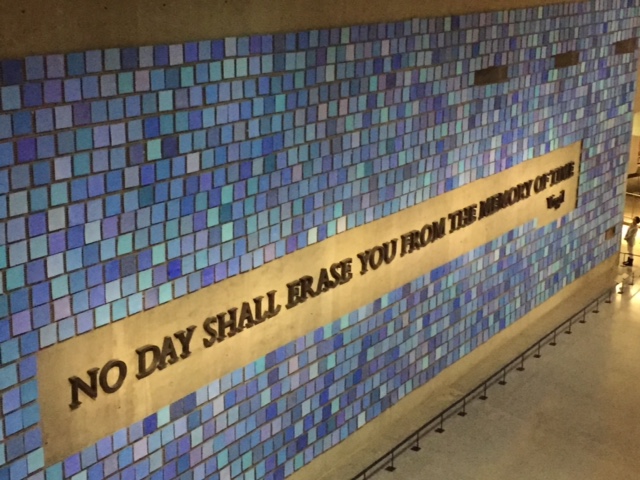 NO DAY SHALL ERASE YOU FROM THE MEMORY OF TIME
Virgil